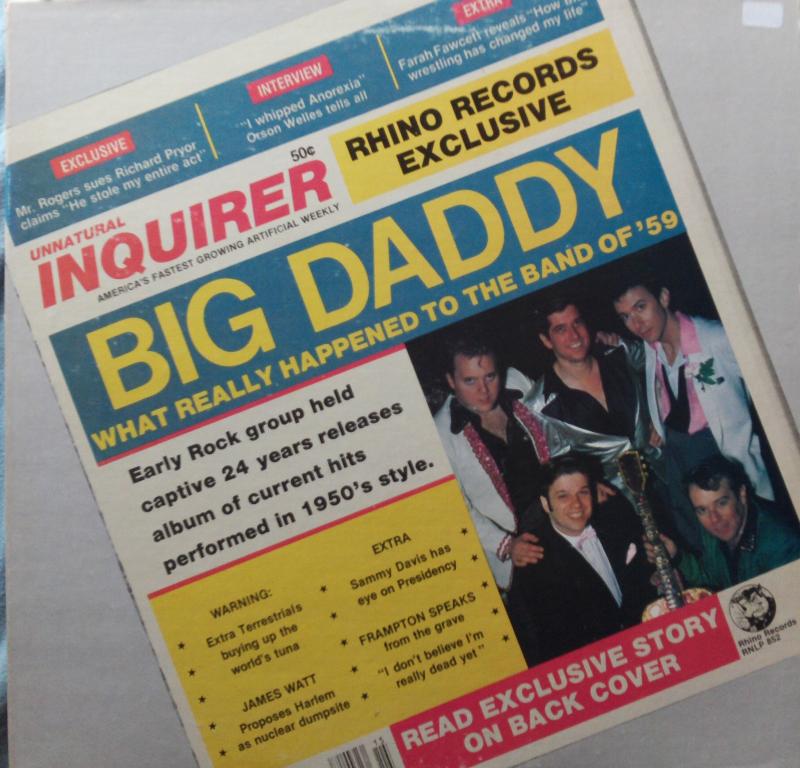 EXCLUSIVE
Mr. Rogers sues Richard Pryor
claims "He stole my entire act"
INTERVIEW
"I whipped Anorexia"
Orson Welles tells all
EXTRA
Farah Fawcett reveals "How
wrestling has changed my life"
50¢
UNNATURAL
INQUIRER
AMERICA'S FASTEST GROWING ARTIFICIAL WEEKLY
RHINO RECORDS
EXCLUSIVE
BIG DADDY
WHAT REALLY HAPPENED TO THE BAND OF '59
Early Rock group held
captive 24 years releases
album of current hits
performed in 1950's style.
WARNING:
Extra Terrestrials
buying up the
world's tuna
JAMES WATT
Proposes Harlem
as nuclear dumpsite
EXTRA
Sammy Davis has
eye on Presidency
FRAMPTON SPEAKS
from the grave
"I don't believe I'm
really dead yet"
READ EXCLUSIVE STORY
ON BACK COVER
Rhino Records
RNLP 852